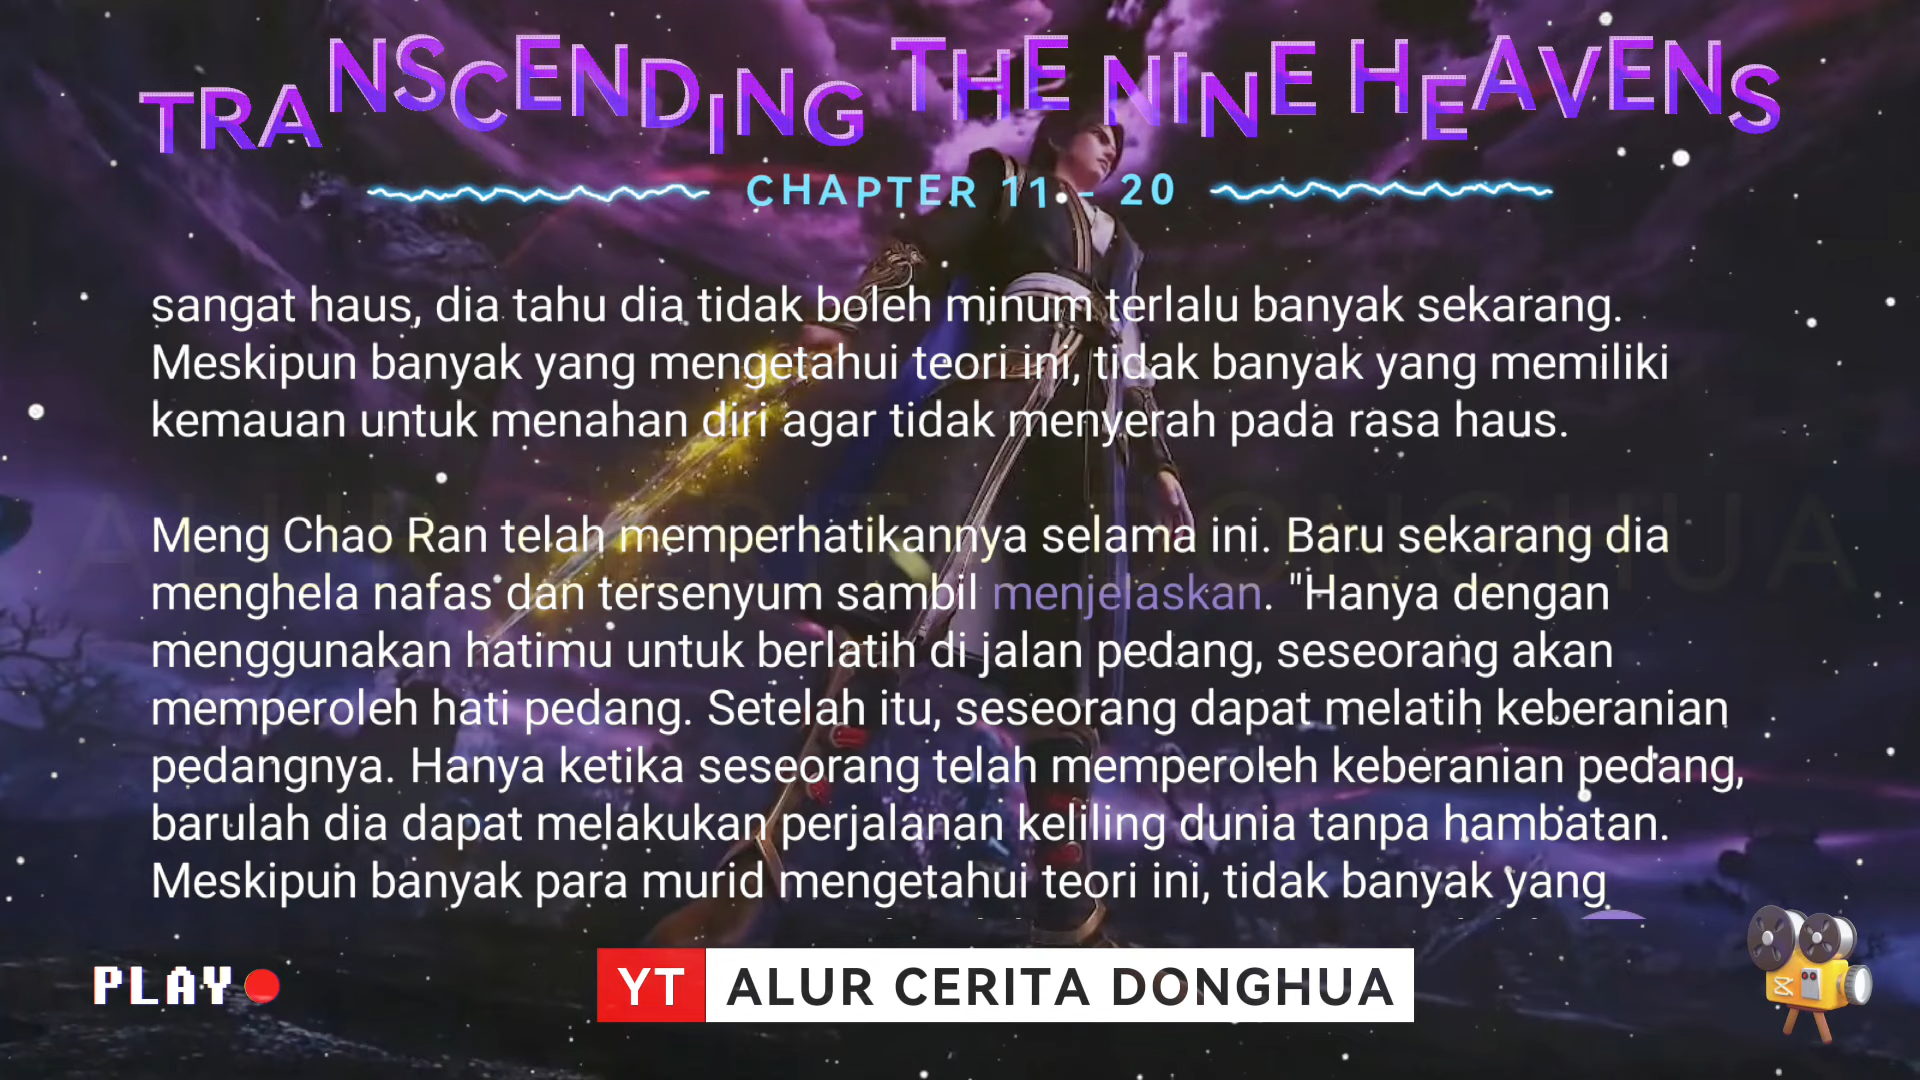 TRANSCENDING THE NINE HEAVENS
CHAPTER 11 - 20
sangat haus, dia tahu dia tidak boleh minum terlalu banyak sekarang.
Meskipun banyak yang mengetahui teori ini, tidak banyak yang memiliki
kemauan untuk menahan diri agar tidak menyerah pada rasa haus.
Meng Chao Ran telah memperhatikannya selama ini. Baru sekarang dia
menghela nafas dan tersenyum sambil menjelaskan. "Hanya dengan
menggunakan hatimu untuk berlatih di jalan pedang, seseorang akan
memperoleh hati pedang. Setelah itu, seseorang dapat melatih keberanian
pedangnya. Hanya ketika seseorang telah memperoleh keberanian pedang,
barulah dia dapat melakukan perjalanan keliling dunia tanpa hambatan.
Meskipun banyak para murid mengetahui teori ini, tidak banyak yang
PLAY
YT ALUR CERITA DONGHUA